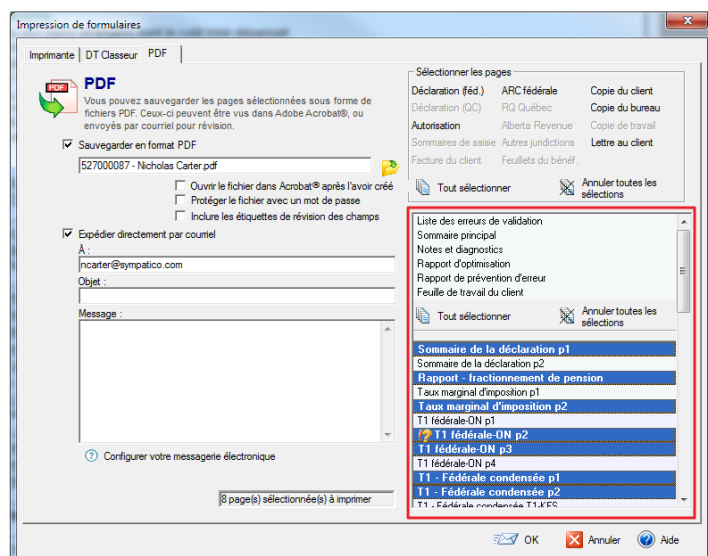 Impression de formulaires
Imprimante
DT Classeur
PDF
PDF
PDF
Vous pouvez sauvegarder les pages sélectionnées sous forme de
fichiers PDF. Ceux-ci peuvent être vus dans Adobe Acrobat®, ou
envoyés par courriel pour révision.
Sauvegarder en format PDF
527000087 - Nicholas Carter.pdf
Ouvrir le fichier dans Acrobat® après l'avoir créé
Protéger le fichier avec un mot de passe
Inclure les étiquettes de révision des champs
Expédier directement par courriel
À :
ncarter@sympatico.com
Objet :
Message :
Configurer votre messagerie électronique
8 page(s) sélectionnée(s) à imprimer
Sélectionner les pages
Déclaration (féd.) ARC fédérale Copie du client
Déclaration (QC) RQ Québec Copie du bureau
Autorisation Alberta Revenue Copie de travail
Sommaires de saisie Autres juridictions Lettre au client
Facture du client Feuillets du bénéf.
Tout sélectionner
Annuler toutes les
sélections
Liste des erreurs de validation
Sommaire principal
Notes et diagnostics
Rapport d'optimisation
Rapport de prévention d'erreur
Feuille de travail du client
Tout sélectionner
Annuler toutes les
sélections
Sommaire de la déclaration p1
Sommaire de la déclaration p2
Rapport - fractionnement de pension
Taux marginal d'imposition p1
Taux marginal d'imposition p2
T1 fédérale-ON p1
T1 fédérale-ON p2
T1 fédérale-ON p3
T1 fédérale-ON p4
T1 - Fédérale condensée p1
T1 - Fédérale condensée p2
T1 - Fédérale condensée T1-KFS
OK
Annuler
Aide